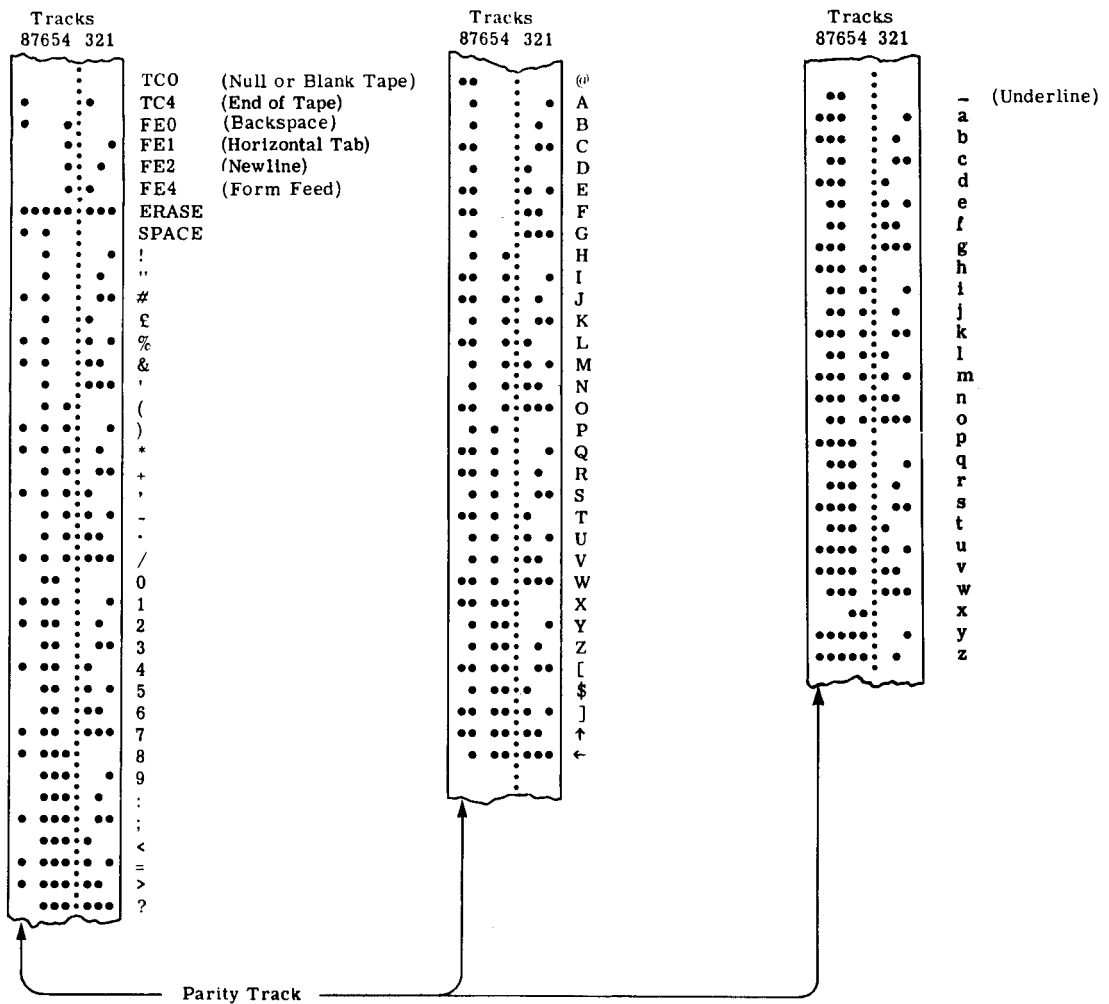 Tracks
87654 321
TC0 (Null or Blank Tape)
TC4 (End of Tape)
FE0 (Backspace)
FE1 (Horizontal Tab)
FE2 (Newline)
FE4 (Form Feed)
ERASE
SPACE
!
"
#
£
%
&
'
(
)
*
+
,
-
.
/
0
1
2
3
4
5
6
7
8
9
:
;
<
=
>
?
Tracks
87654 321
@
A
B
C
D
E
F
G
H
I
J
K
L
M
N
O
P
Q
R
S
T
U
V
W
X
Y
Z
[
$
]
↑
←
Tracks
87654 321
_ (Underline)
a
b
c
d
e
f
g
h
i
j
k
l
m
n
o
p
q
r
s
t
u
v
w
x
y
z
Parity Track